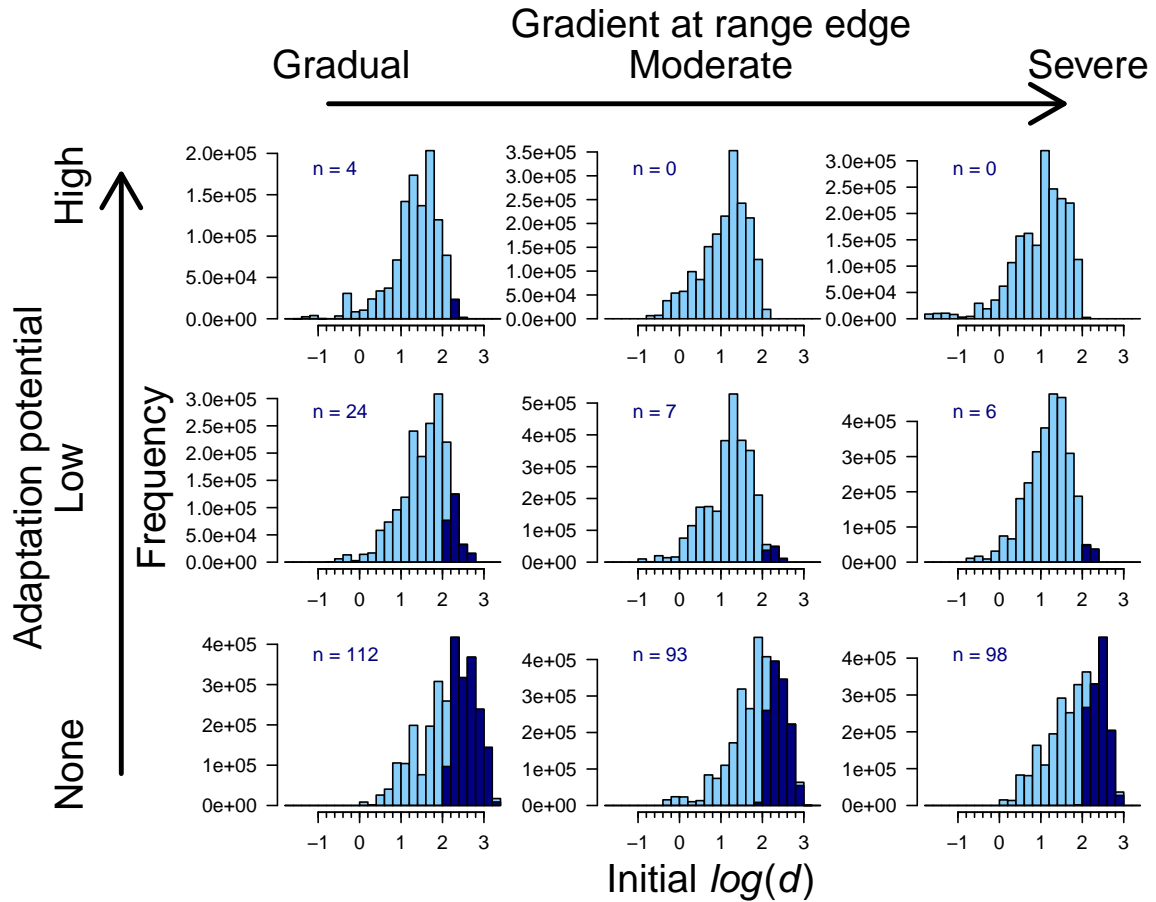 Gradient at range edge
Gradual Moderate Severe
Adaptation potential
High
Low
None
Frequency
n = 4
2.0e+05
1.5e+05
1.0e+05
5.0e+04
0.0e+00
−1 0 1 2 3
n = 0
3.5e+05
3.0e+05
2.5e+05
2.0e+05
1.5e+05
1.0e+05
5.0e+04
0.0e+00
−1 0 1 2 3
n = 0
3.0e+05
2.5e+05
2.0e+05
1.5e+05
1.0e+05
5.0e+04
0.0e+00
−1 0 1 2 3
n = 24
3.0e+05
2.5e+05
2.0e+05
1.5e+05
1.0e+05
5.0e+04
0.0e+00
−1 0 1 2 3
n = 7
5e+05
4e+05
3e+05
2e+05
1e+05
0e+00
−1 0 1 2 3
n = 6
4e+05
3e+05
2e+05
1e+05
0e+00
−1 0 1 2 3
n = 112
4e+05
3e+05
2e+05
1e+05
0e+00
−1 0 1 2 3
n = 93
4e+05
3e+05
2e+05
1e+05
0e+00
−1 0 1 2 3
n = 98
4e+05
3e+05
2e+05
1e+05
0e+00
−1 0 1 2 3
Initial log(d)